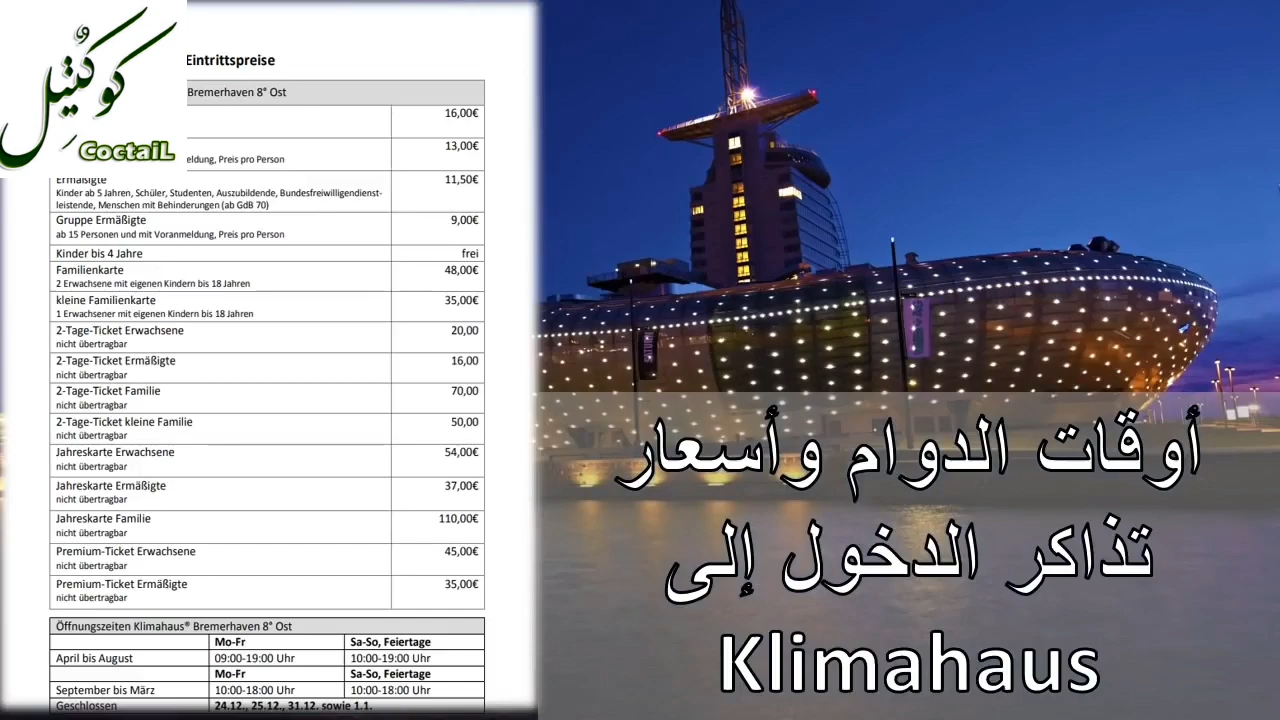 كوكتيل
CoctaiL
Eintrittspreise
Bremerhaven 8° Ost
16,00€
13,00€
eldung, Preis pro Person
Ermäßigte 11,50€
Kinder ab 5 Jahren, Schüler, Studenten, Auszubildende, Bundesfreiwilligendienst-
leistende, Menschen mit Behinderungen (ab GdB 70)
Gruppe Ermäßigte 9,00€
ab 15 Personen und mit Voranmeldung, Preis pro Person
Kinder bis 4 Jahre frei
Familienkarte 48,00€
2 Erwachsene mit eigenen Kindern bis 18 Jahren
kleine Familienkarte 35,00€
1 Erwachsener mit eigenen Kindern bis 18 Jahren
2-Tage-Ticket Erwachsene 20,00
nicht übertragbar
2-Tage-Ticket Ermäßigte 16,00
nicht übertragbar
2-Tage-Ticket Familie 70,00
nicht übertragbar
2-Tage-Ticket kleine Familie 50,00
nicht übertragbar
Jahreskarte Erwachsene 54,00€
nicht übertragbar
Jahreskarte Ermäßigte 37,00€
nicht übertragbar
Jahreskarte Familie 110,00€
nicht übertragbar
Premium-Ticket Erwachsene 45,00€
nicht übertragbar
Premium-Ticket Ermäßigte 35,00€
nicht übertragbar
Öffnungszeiten Klimahaus® Bremerhaven 8° Ost
Mo-Fr Sa-So, Feiertage
April bis August 09:00-19:00 Uhr 10:00-19:00 Uhr
Mo-Fr Sa-So, Feiertage
September bis März 10:00-18:00 Uhr 10:00-18:00 Uhr
Geschlossen 24.12., 25.12., 31.12. sowie 1.1.
أوقات الدوام وأسعار
تذاكر الدخول إلى
Klimahaus